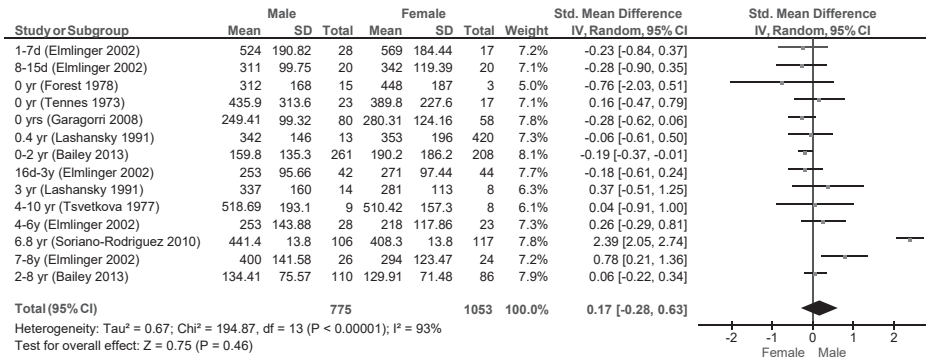 Male Female Std. Mean Difference Std. Mean Difference
Study or Subgroup Mean SD Total Mean SD Total Weight IV, Random, 95% CI IV, Random, 95% CI
1-7d (Elmlinger 2002) 524 190.82 28 569 184.44 17 7.2% -0.23 [-0.84, 0.37]
8-15d (Elmlinger 2002) 311 99.75 20 342 119.39 20 7.1% -0.28 [-0.90, 0.35]
0 yr (Forest 1978) 312 168 15 448 187 3 5.0% -0.76 [-2.03, 0.51]
0 yr (Tennes 1973) 435.9 313.6 23 389.8 227.6 17 7.1% 0.16 [-0.47, 0.79]
0 yrs (Garagorri 2008) 249.41 99.32 80 280.31 124.16 58 7.9% -0.28 [-0.62, 0.06]
0.4 yr (Lashansky 1991) 342 146 13 353 196 420 7.3% -0.06 [-0.61, 0.50]
0-2 yr (Bailey 2013) 159.8 135.3 261 190.2 186.2 208 8.1% -0.19 [-0.37, -0.01]
16d-3y (Elmlinger 2002) 253 95.66 42 271 97.44 44 7.7% -0.18 [-0.61, 0.24]
3 yr (Lashansky 1991) 337 160 14 281 113 8 6.3% 0.37 [-0.51, 1.25]
4-10 yr (Tsvetkova 1977) 518.69 193.1 9 510.42 157.3 8 6.1% 0.04 [-0.91, 1.00]
4-6y (Elmlinger 2002) 253 143.88 28 218 117.86 23 7.4% 0.26 [-0.29, 0.81]
6.8 yr (Soriano-Rodriguez 2010) 441.4 13.8 106 408.3 13.8 117 7.8% 2.39 [2.05, 2.74]
7-8y (Elmlinger 2002) 400 141.58 26 294 123.47 24 7.3% 0.78 [0.21, 1.36]
2-8 yr (Bailey 2013) 134.41 75.57 110 129.91 71.48 86 7.9% 0.06 [-0.22, 0.34]
Total (95% CI) 775 1053 100.0% 0.17 [-0.28, 0.63]
Heterogeneity: Tau² = 0.67; Chi² = 194.87, df = 13 (P < 0.00001); I² = 93%
Test for overall effect: Z = 0.75 (P = 0.46)
-2 -1 0 1 2
Female Male